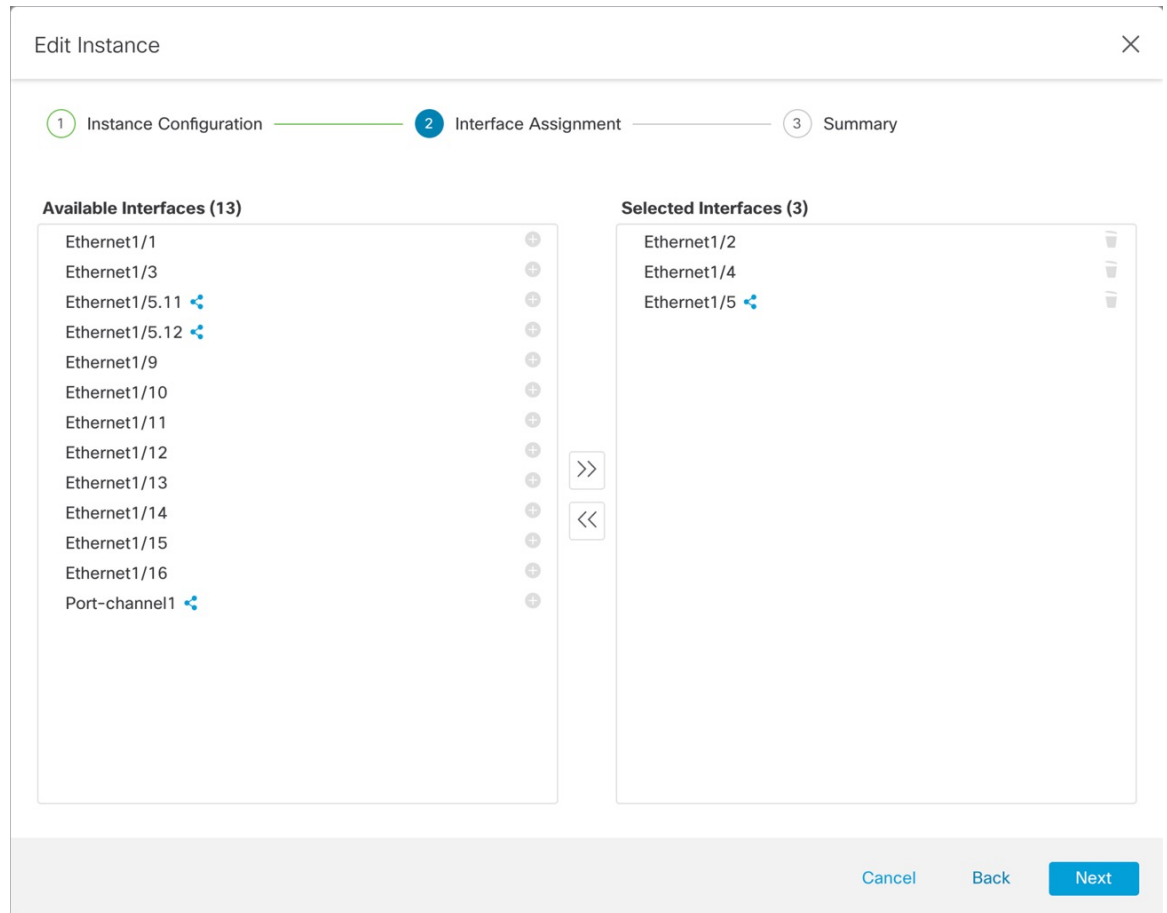 Edit Instance
1 Instance Configuration 2 Interface Assignment 3 Summary
Available Interfaces (13)
Ethernet1/1
Ethernet1/3
Ethernet1/5.11
Ethernet1/5.12
Ethernet1/9
Ethernet1/10
Ethernet1/11
Ethernet1/12
Ethernet1/13
Ethernet1/14
Ethernet1/15
Ethernet1/16
Port-channel1
Selected Interfaces (3)
Ethernet1/2
Ethernet1/4
Ethernet1/5
Cancel Back Next